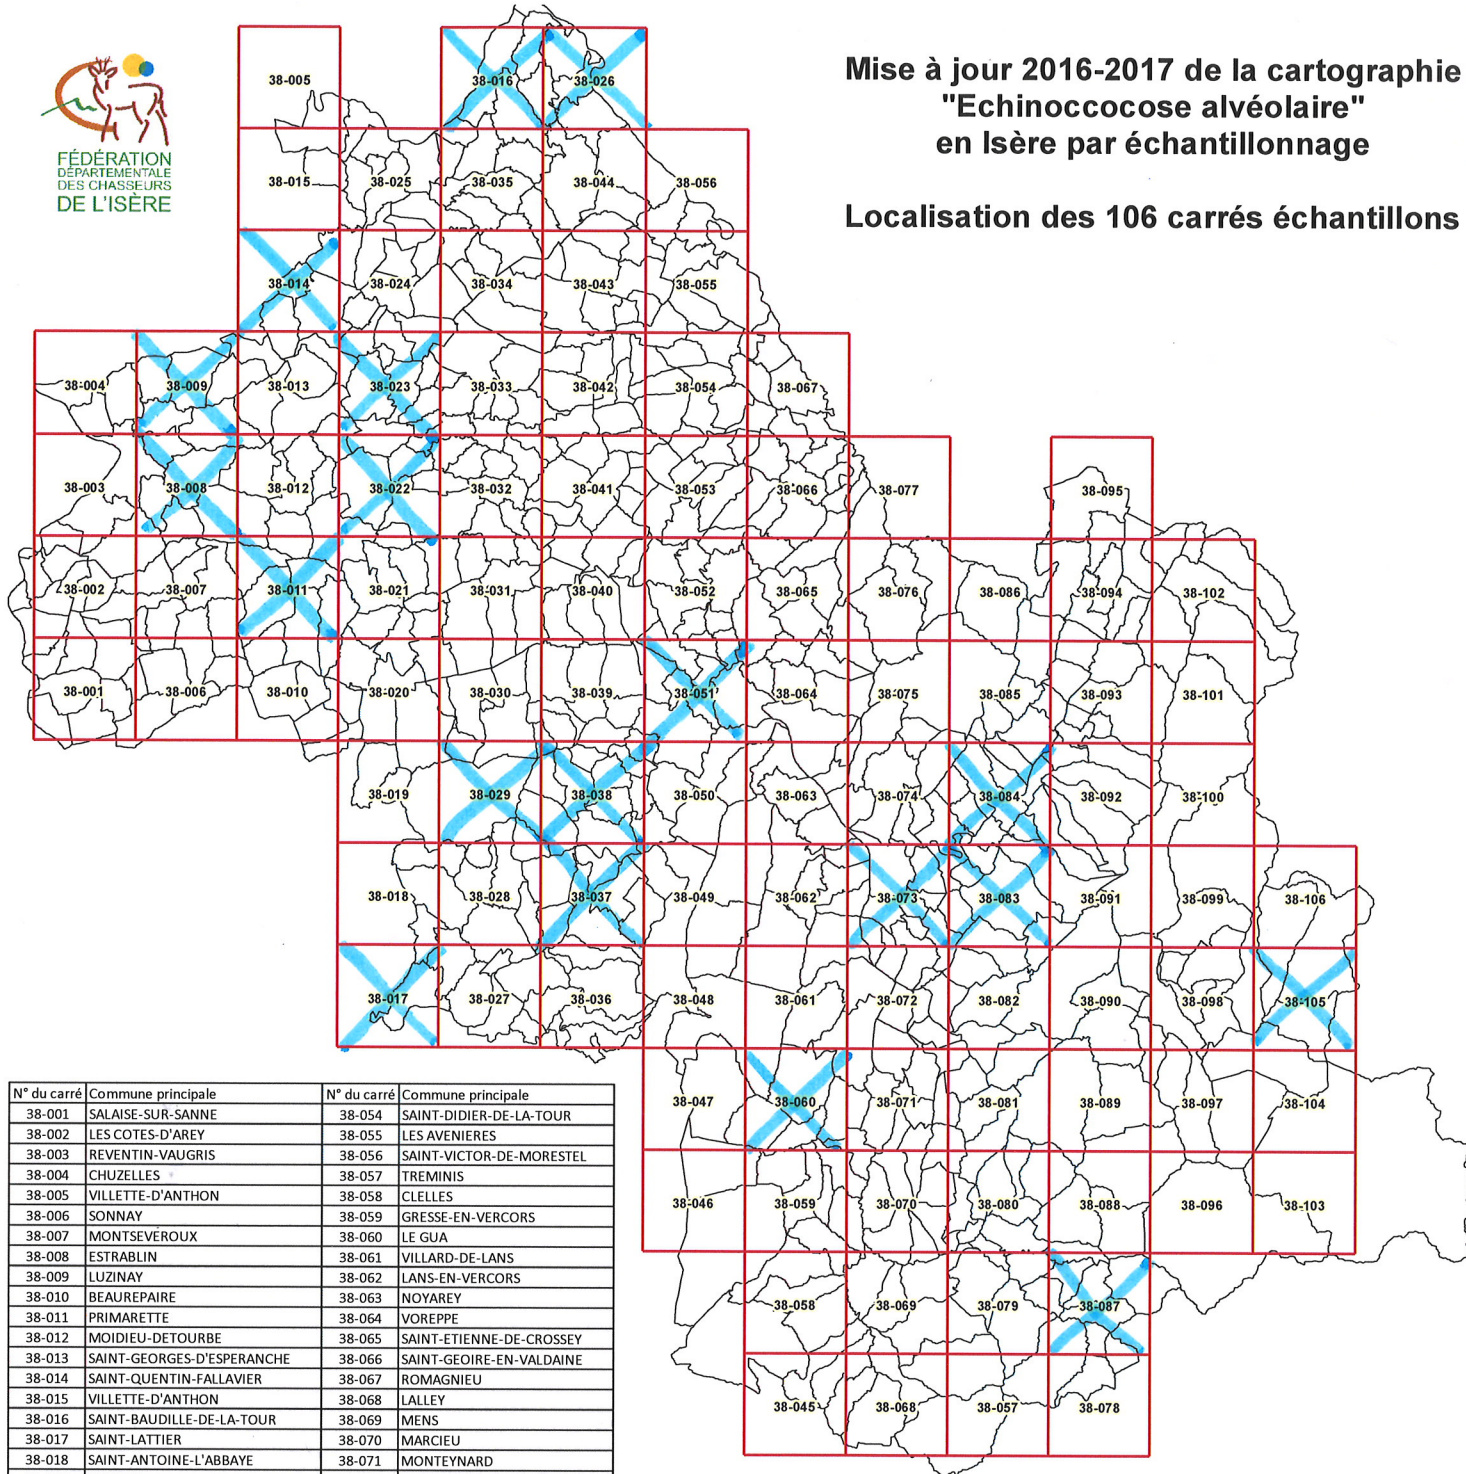 FÉDÉRATION
DÉPARTEMENTALE
DES CHASSEURS
DE L'ISÈRE
Mise à jour 2016-2017 de la cartographie
"Echinoccocose alvéolaire"
en Isère par échantillonnage
Localisation des 106 carrés échantillons
38-005 38-016 38-026
38-015 38-025 38-035 38-044 38-056
38-014 38-024 38-034 38-043 38-055
38-004 38-009 38-013 38-023 38-033 38-042 38-054 38-067
38-003 38-008 38-012 38-022 38-032 38-041 38-053 38-066 38-077 38-095
38-002 38-007 38-011 38-021 38-031 38-040 38-052 38-065 38-076 38-086 38-094 38-102
38-001 38-006 38-010 38-020 38-030 38-039 38-051 38-064 38-075 38-085 38-093 38-101
38-019 38-029 38-038 38-050 38-063 38-074 38-084 38-092 38-100
38-018 38-028 38-037 38-049 38-062 38-073 38-083 38-091 38-099 38-106
38-017 38-027 38-036 38-048 38-061 38-072 38-082 38-090 38-098 38-105
38-047 38-060 38-071 38-081 38-089 38-097 38-104
38-046 38-059 38-070 38-080 38-088 38-096 38-103
38-058 38-069 38-079 38-087
38-045 38-068 38-057 38-078
N° du carré Commune principale N° du carré Commune principale
38-001 SALAISE-SUR-SANNE 38-054 SAINT-DIDIER-DE-LA-TOUR
38-002 LES COTES-D'AREY 38-055 LES AVENIERES
38-003 REVENTIN-VAUGRIS 38-056 SAINT-VICTOR-DE-MORESTEL
38-004 CHUZELLES 38-057 TREMINIS
38-005 VILLETTE-D'ANTHON 38-058 CLELLES
38-006 SONNAY 38-059 GRESSE-EN-VERCORS
38-007 MONTSEVEROUX 38-060 LE GUA
38-008 ESTRABLIN 38-061 VILLARD-DE-LANS
38-009 LUZINAY 38-062 LANS-EN-VERCORS
38-010 BEAUREPAIRE 38-063 NOYAREY
38-011 PRIMARETTE 38-064 VOREPPE
38-012 MOIDIEU-DETOURBE 38-065 SAINT-ETIENNE-DE-CROSSEY
38-013 SAINT-GEORGES-D'ESPERANCHE 38-066 SAINT-GEOIRE-EN-VALDAINE
38-014 SAINT-QUENTIN-FALLAVIER 38-067 ROMAGNIEU
38-015 VILLETTE-D'ANTHON 38-068 LALLEY
38-016 SAINT-BAUDILLE-DE-LA-TOUR 38-069 MENS
38-017 SAINT-LATTIER 38-070 MARCIEU
38-018 SAINT-ANTOINE-L'ABBAYE 38-071 MONTEYNARD